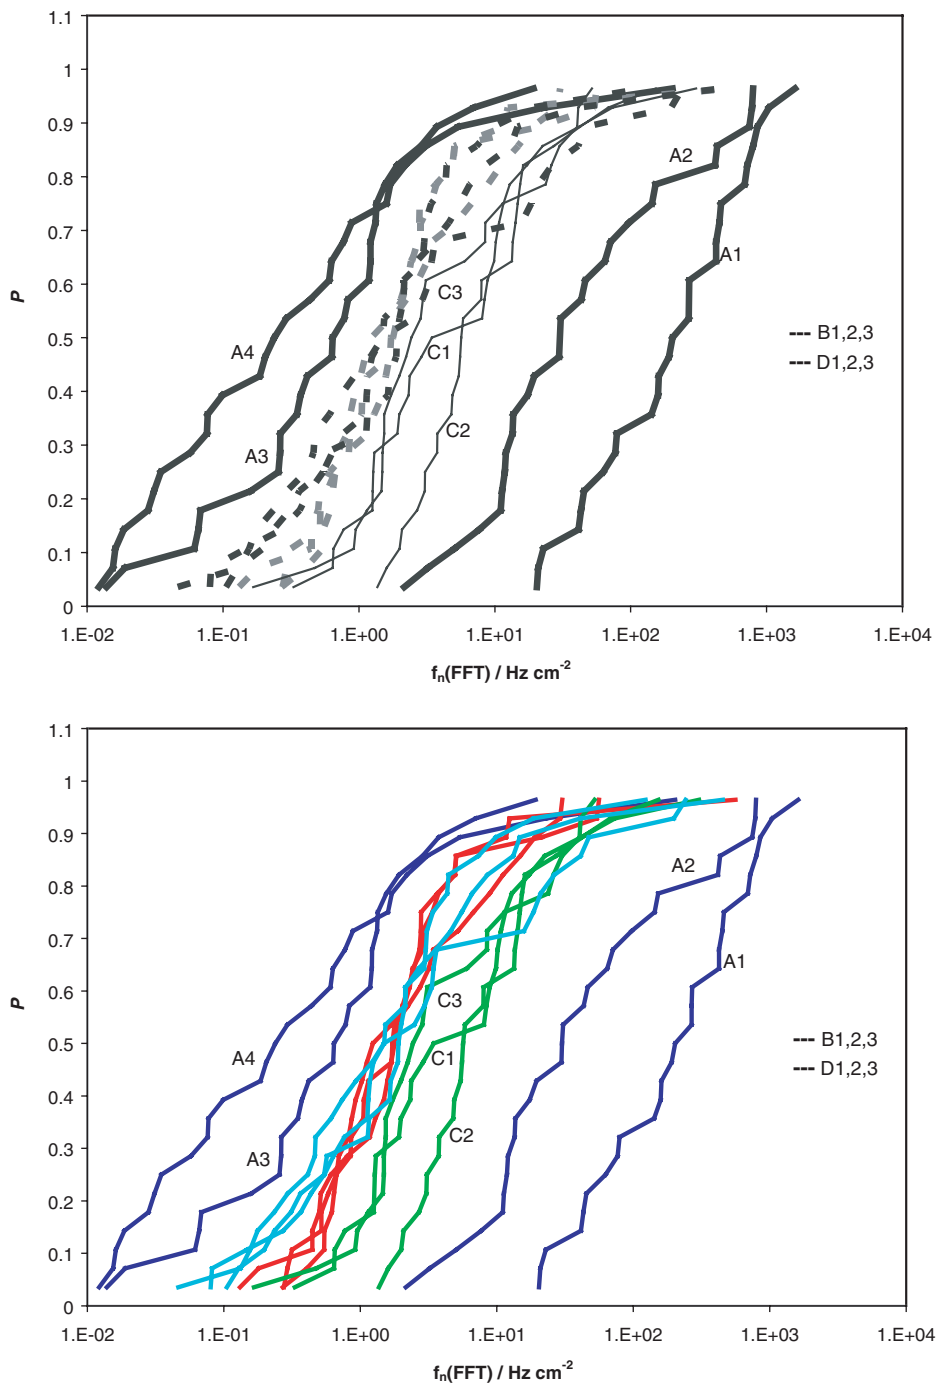 1.1
1
0.9
0.8
0.7
0.6
0.5
0.4
0.3
0.2
0.1
0
P
A2
A1
C3
C1
A4
C2
A3
B1,2,3
D1,2,3
1.E-02 1.E-01 1.E+00 1.E+01 1.E+02 1.E+03 1.E+04
fn(FFT) / Hz cm-2
1.1
1
0.9
0.8
0.7
0.6
0.5
0.4
0.3
0.2
0.1
0
P
A2
A1
C3
C1
A4
C2
A3
B1,2,3
D1,2,3
1.E-02 1.E-01 1.E+00 1.E+01 1.E+02 1.E+03 1.E+04
fn(FFT) / Hz cm-2